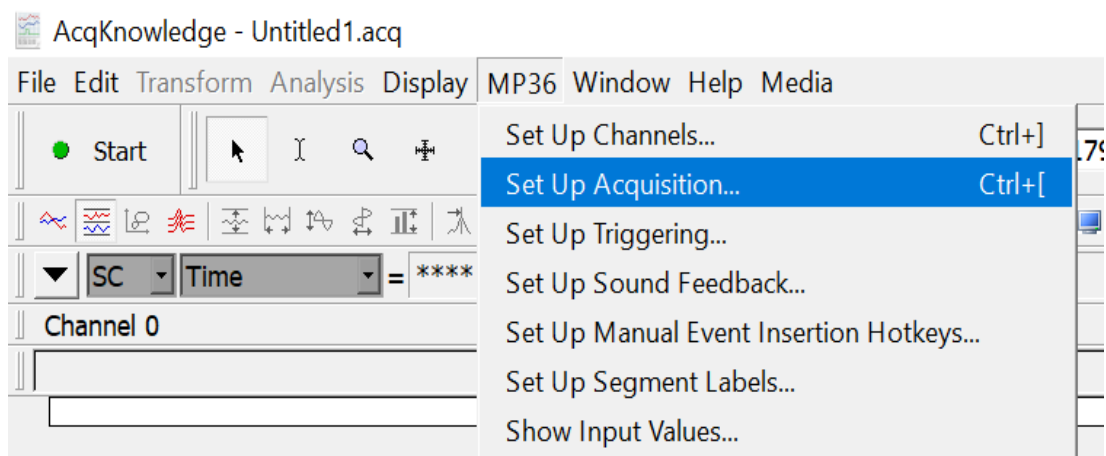 AcqKnowledge - Untitled1.acq
File Edit Transform Analysis Display MP36 Window Help Media
Start
Set Up Channels... Ctrl+]
.79
Set Up Acquisition... Ctrl+[
Set Up Triggering...
SC Time = ****
Set Up Sound Feedback...
Channel 0
Set Up Manual Event Insertion Hotkeys...
Set Up Segment Labels...
Show Input Values...